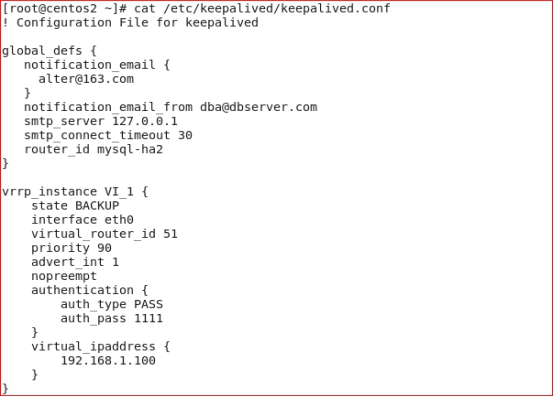 [root@centos2 ~]# cat /etc/keepalived/keepalived.conf
! Configuration File for keepalived

global_defs {
   notification_email {
     alter@163.com
   }
   notification_email_from dba@dbserver.com
   smtp_server 127.0.0.1
   smtp_connect_timeout 30
   router_id mysql-ha2
}

vrrp_instance VI_1 {
    state BACKUP
    interface eth0
    virtual_router_id 51
    priority 90
    advert_int 1
    nopreempt
    authentication {
        auth_type PASS
        auth_pass 1111
    }
    virtual_ipaddress {
        192.168.1.100
    }
}